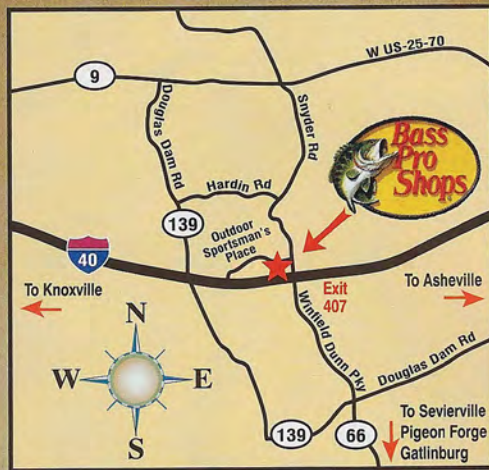 W US-25-70
9
Douglas Dam Rd
Snyder Rd
Bass
Pro
Shops
Hardin Rd
139
Outdoor
Sportsman's
Place
40
To Knoxville
Exit
407
To Asheville
N
W E
S
Winfield Dunn Pky
Douglas Dam Rd
139
66
To Sevierville
Pigeon Forge
Gatlinburg